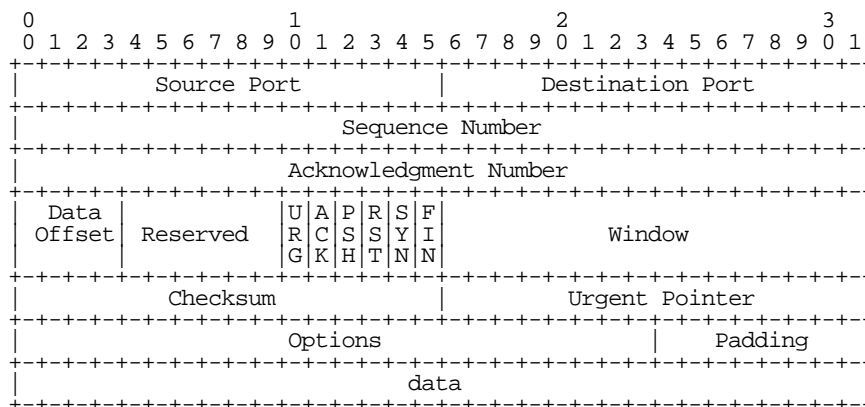 0                   1                   2                   3
0 1 2 3 4 5 6 7 8 9 0 1 2 3 4 5 6 7 8 9 0 1 2 3 4 5 6 7 8 9 0 1
+-+-+-+-+-+-+-+-+-+-+-+-+-+-+-+-+-+-+-+-+-+-+-+-+-+-+-+-+-+-+-+-
|          Source Port          |       Destination Port
+-+-+-+-+-+-+-+-+-+-+-+-+-+-+-+-+-+-+-+-+-+-+-+-+-+-+-+-+-+-+-+-
|                        Sequence Number
+-+-+-+-+-+-+-+-+-+-+-+-+-+-+-+-+-+-+-+-+-+-+-+-+-+-+-+-+-+-+-+-
|                    Acknowledgment Number
+-+-+-+-+-+-+-+-+-+-+-+-+-+-+-+-+-+-+-+-+-+-+-+-+-+-+-+-+-+-+-+-
|  Data |           |U|A|P|R|S|F|
| Offset| Reserved  |R|C|S|S|Y|I|            Window
|       |           |G|K|H|T|N|N|
+-+-+-+-+-+-+-+-+-+-+-+-+-+-+-+-+-+-+-+-+-+-+-+-+-+-+-+-+-+-+-+-
|           Checksum            |         Urgent Pointer
+-+-+-+-+-+-+-+-+-+-+-+-+-+-+-+-+-+-+-+-+-+-+-+-+-+-+-+-+-+-+-+-
|                    Options                    |    Padding
+-+-+-+-+-+-+-+-+-+-+-+-+-+-+-+-+-+-+-+-+-+-+-+-+-+-+-+-+-+-+-+-
|                             data
+-+-+-+-+-+-+-+-+-+-+-+-+-+-+-+-+-+-+-+-+-+-+-+-+-+-+-+-+-+-+-+-